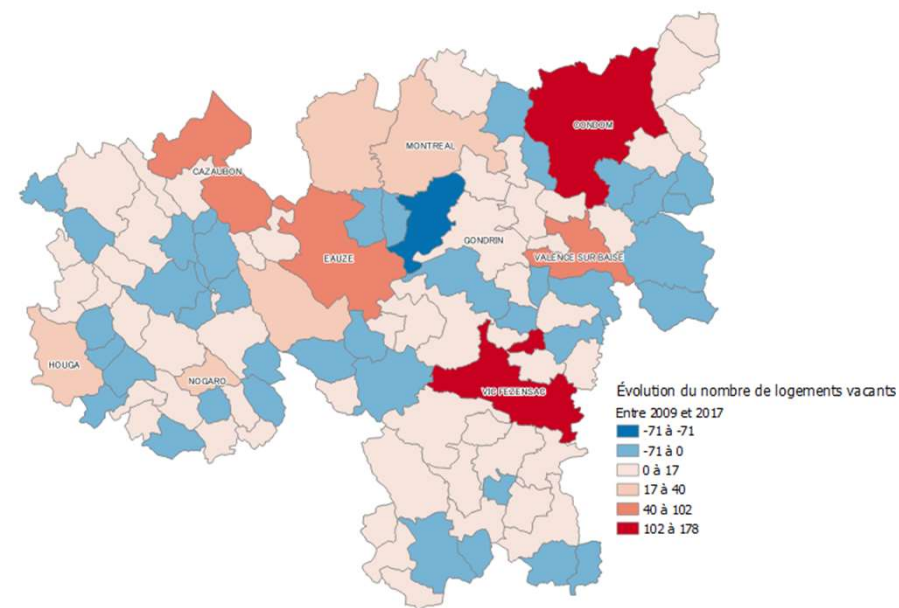 CONDOM
MONTREAL
CAZAUBON
GONDRIN
EAUZE
VALENCE SUR BAISE
HOUGA
NOGARO
VIC FEZENSAC
Évolution du nombre de logements vacants
Entre 2009 et 2017
-71 à -71
-71 à 0
0 à 17
17 à 40
40 à 102
102 à 178